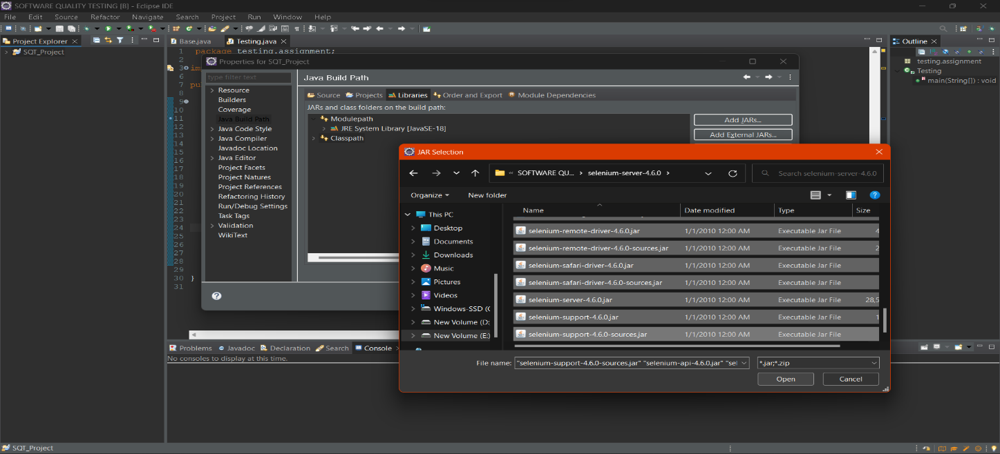 SOFTWARE QUALITY TESTING [B] - Eclipse IDE
File Edit Source Refactor Navigate Search Project Run Window Help
Project Explorer
SQT_Project
Base.java
Testing.java
1 package testing.assignment;
2
3
6
7
8
9
10
11
12
13
14
15
16
17
18
19
20
21
22
23
24
25
26
27
28
29
30 }
31
Properties for SQT_Project
type filter text
Resource
Builders
Coverage
Java Build Path
Java Code Style
Java Compiler
Javadoc Location
Java Editor
Project Facets
Project Natures
Project References
Refactoring History
Run/Debug Settings
Task Tags
Validation
WikiText
Java Build Path
Source Projects Libraries Order and Export Module Dependencies
JARs and class folders on the build path:
Modulepath
JRE System Library [JavaSE-18]
Classpath
Add JARs...
Add External JARs...
JAR Selection
« SOFTWARE QU... › selenium-server-4.6.0 ›
Search selenium-server-4.6.0
Organize New folder
This PC
Desktop
Documents
Downloads
Music
Pictures
Videos
Windows-SSD (C
New Volume (D:
New Volume (E:)
Name Date modified Type Size
selenium-remote-driver-4.6.0.jar 1/1/2010 12:00 AM Executable Jar File 4
selenium-remote-driver-4.6.0-sources.jar 1/1/2010 12:00 AM Executable Jar File 2
selenium-safari-driver-4.6.0.jar 1/1/2010 12:00 AM Executable Jar File
selenium-safari-driver-4.6.0-sources.jar 1/1/2010 12:00 AM Executable Jar File
selenium-server-4.6.0.jar 1/1/2010 12:00 AM Executable Jar File 28,5
selenium-support-4.6.0.jar 1/1/2010 12:00 AM Executable Jar File 1
selenium-support-4.6.0-sources.jar 1/1/2010 12:00 AM Executable Jar File
File name: "selenium-support-4.6.0-sources.jar" "selenium-api-4.6.0.jar" "sel
*.jar;*.zip
Open Cancel
Outline
testing.assignment
Testing
main(String[]) : void
Problems Javadoc Declaration Search Console
No consoles to display at this time.
SQT_Project